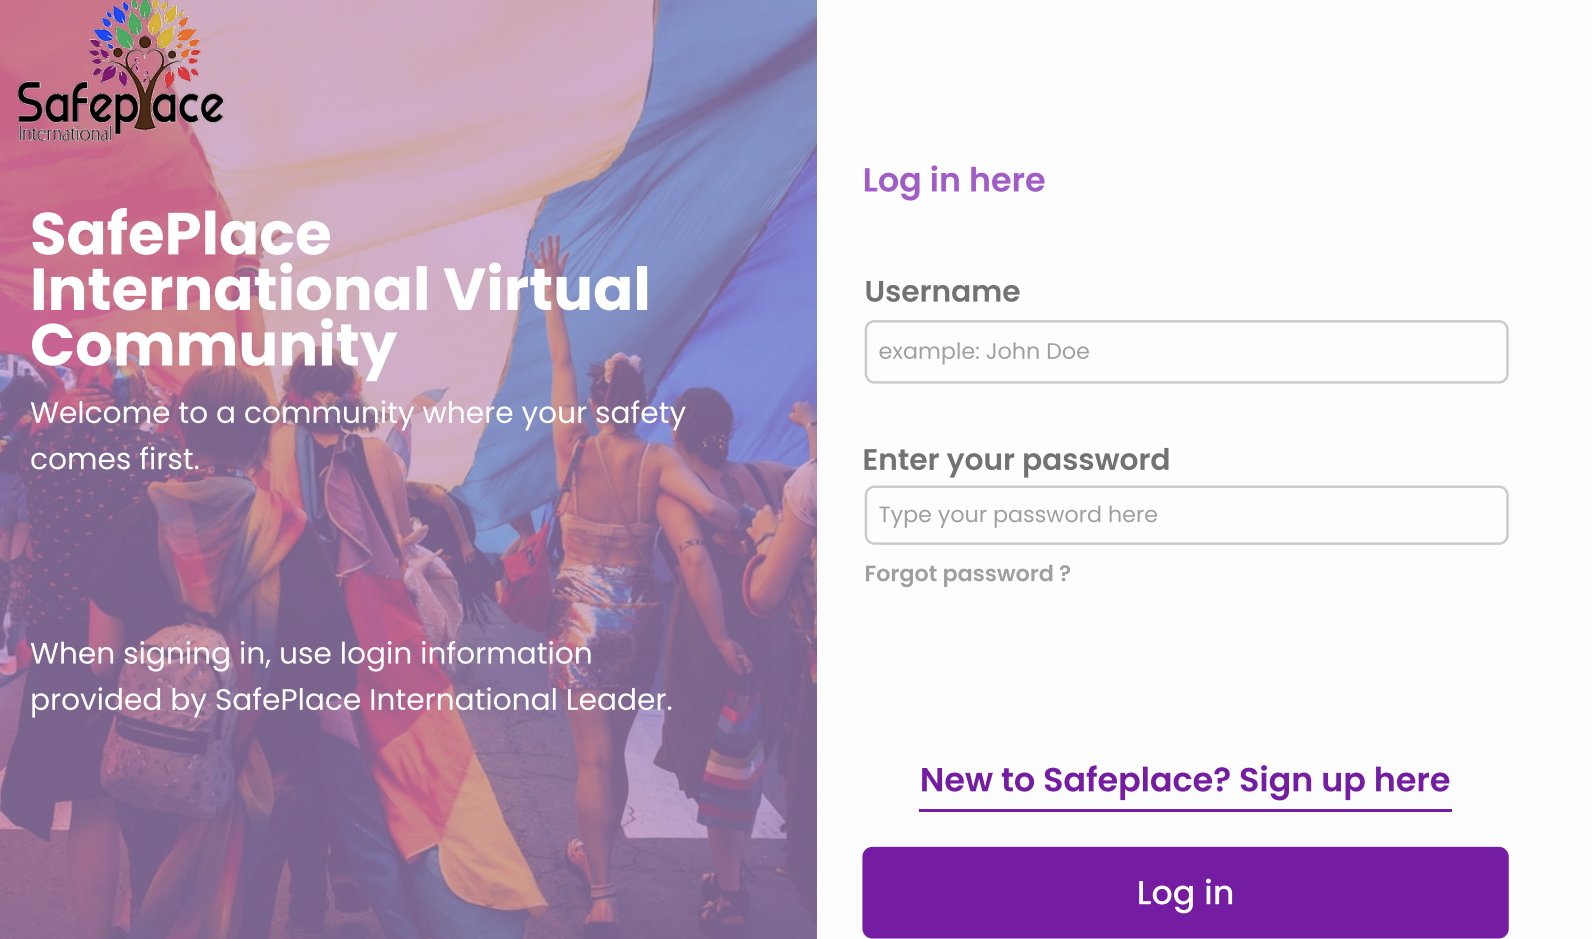 Safeplace
International
SafePlace
International Virtual
Community
Welcome to a community where your safety
comes first.
When signing in, use login information
provided by SafePlace International Leader.
Log in here
Username
example: John Doe
Enter your password
Type your password here
Forgot password ?
New to Safeplace? Sign up here
Log in